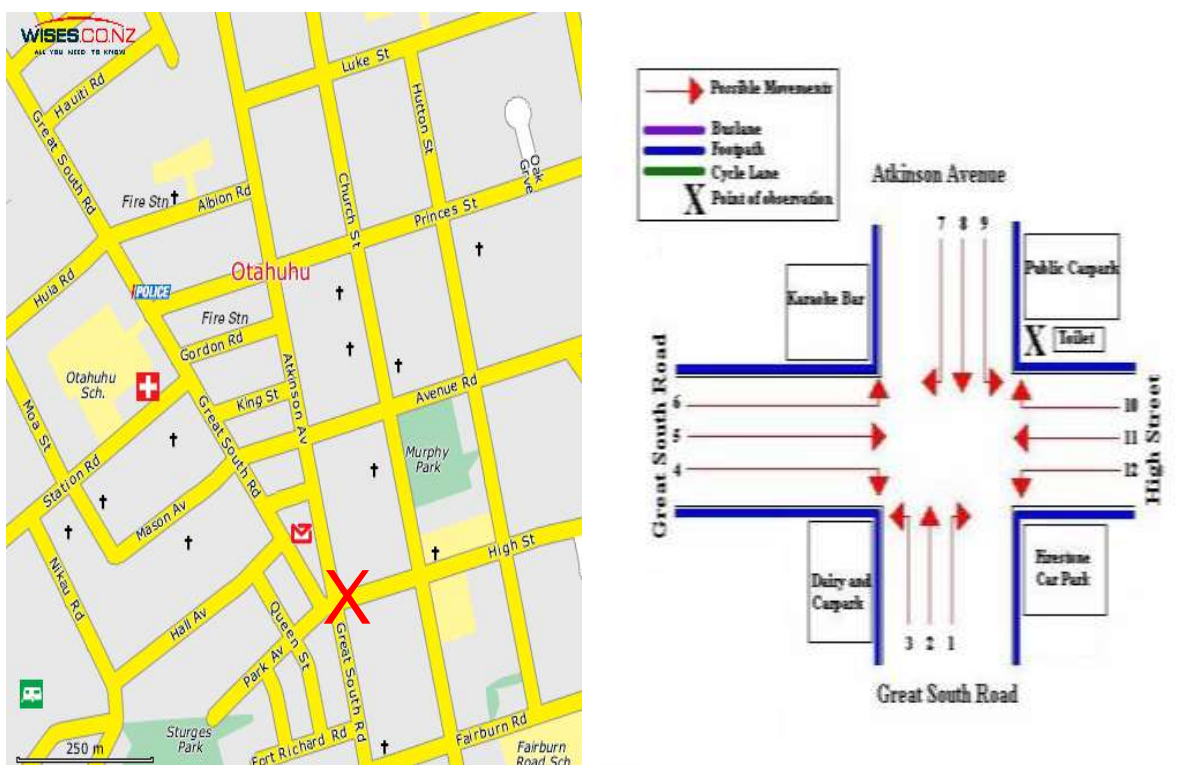 WISES.CO.NZ
ALL YOU NEED TO KNOW
Luke St
Hauiti Rd
Hutton St
Great South Rd
Oak Grove
Fire Stn
Albion Rd
Church St
Princes St
Otahuhu
Huia Rd
POLICE
Fire Stn
Gordon Rd
Otahuhu
Sch.
Atkinson Av
King St
Avenue Rd
Moa St
Great South Rd
Murphy
Park
Station Rd
Mason Av
High St
X
Nikau Rd
Hall Av
Queen St
Great South Rd
Park Av
Sturges
Park
Fort Richard Rd
Fairburn Rd
250 m
Fairburn
Road Sch
Possible Movements
Buslane
Footpath
Cycle Lane
X Point of observation
Atkinson Avenue
7 8 9
Public Carpark
Karaoke Bar
X Toilet
Great South Road
6
5
4
10
11
12
High Street
Dairy and
Carpark
Firestone
Car Park
3 2 1
Great South Road